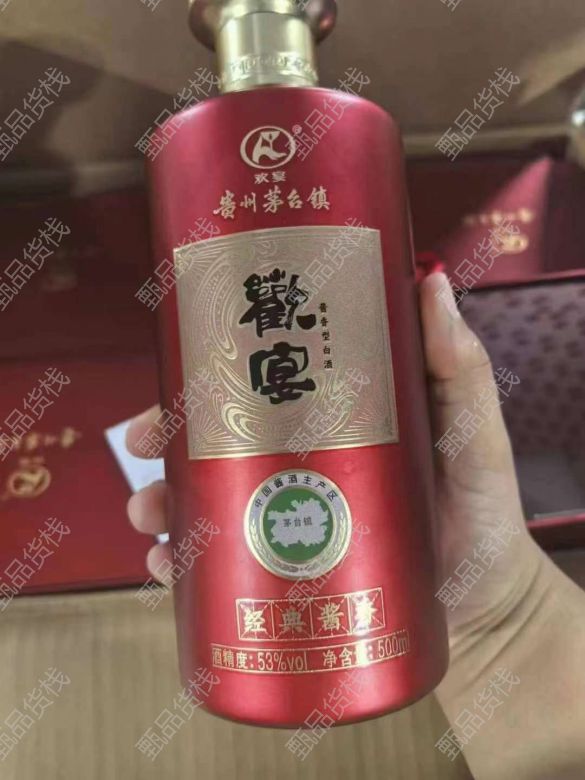 欢宴
貴州茅台镇
歡宴
酱香型白酒
中国酱酒主产区
茅台镇
经典酱香
酒精度：53%vol 净含量：500ml
甄品货栈